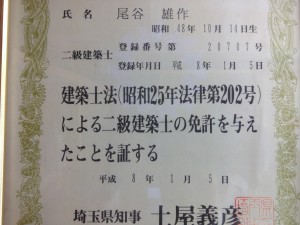 氏名 尾谷 雄作
昭和 48年10月14日生
登録番号第 28787号
二級建築士
登録年月日 平成 8年1月5日
建築士法(昭和25年法律第202号)
による二級建築士の免許を与え
たことを証する
平成 8年 1月 5日
埼玉県知事 土屋義彦